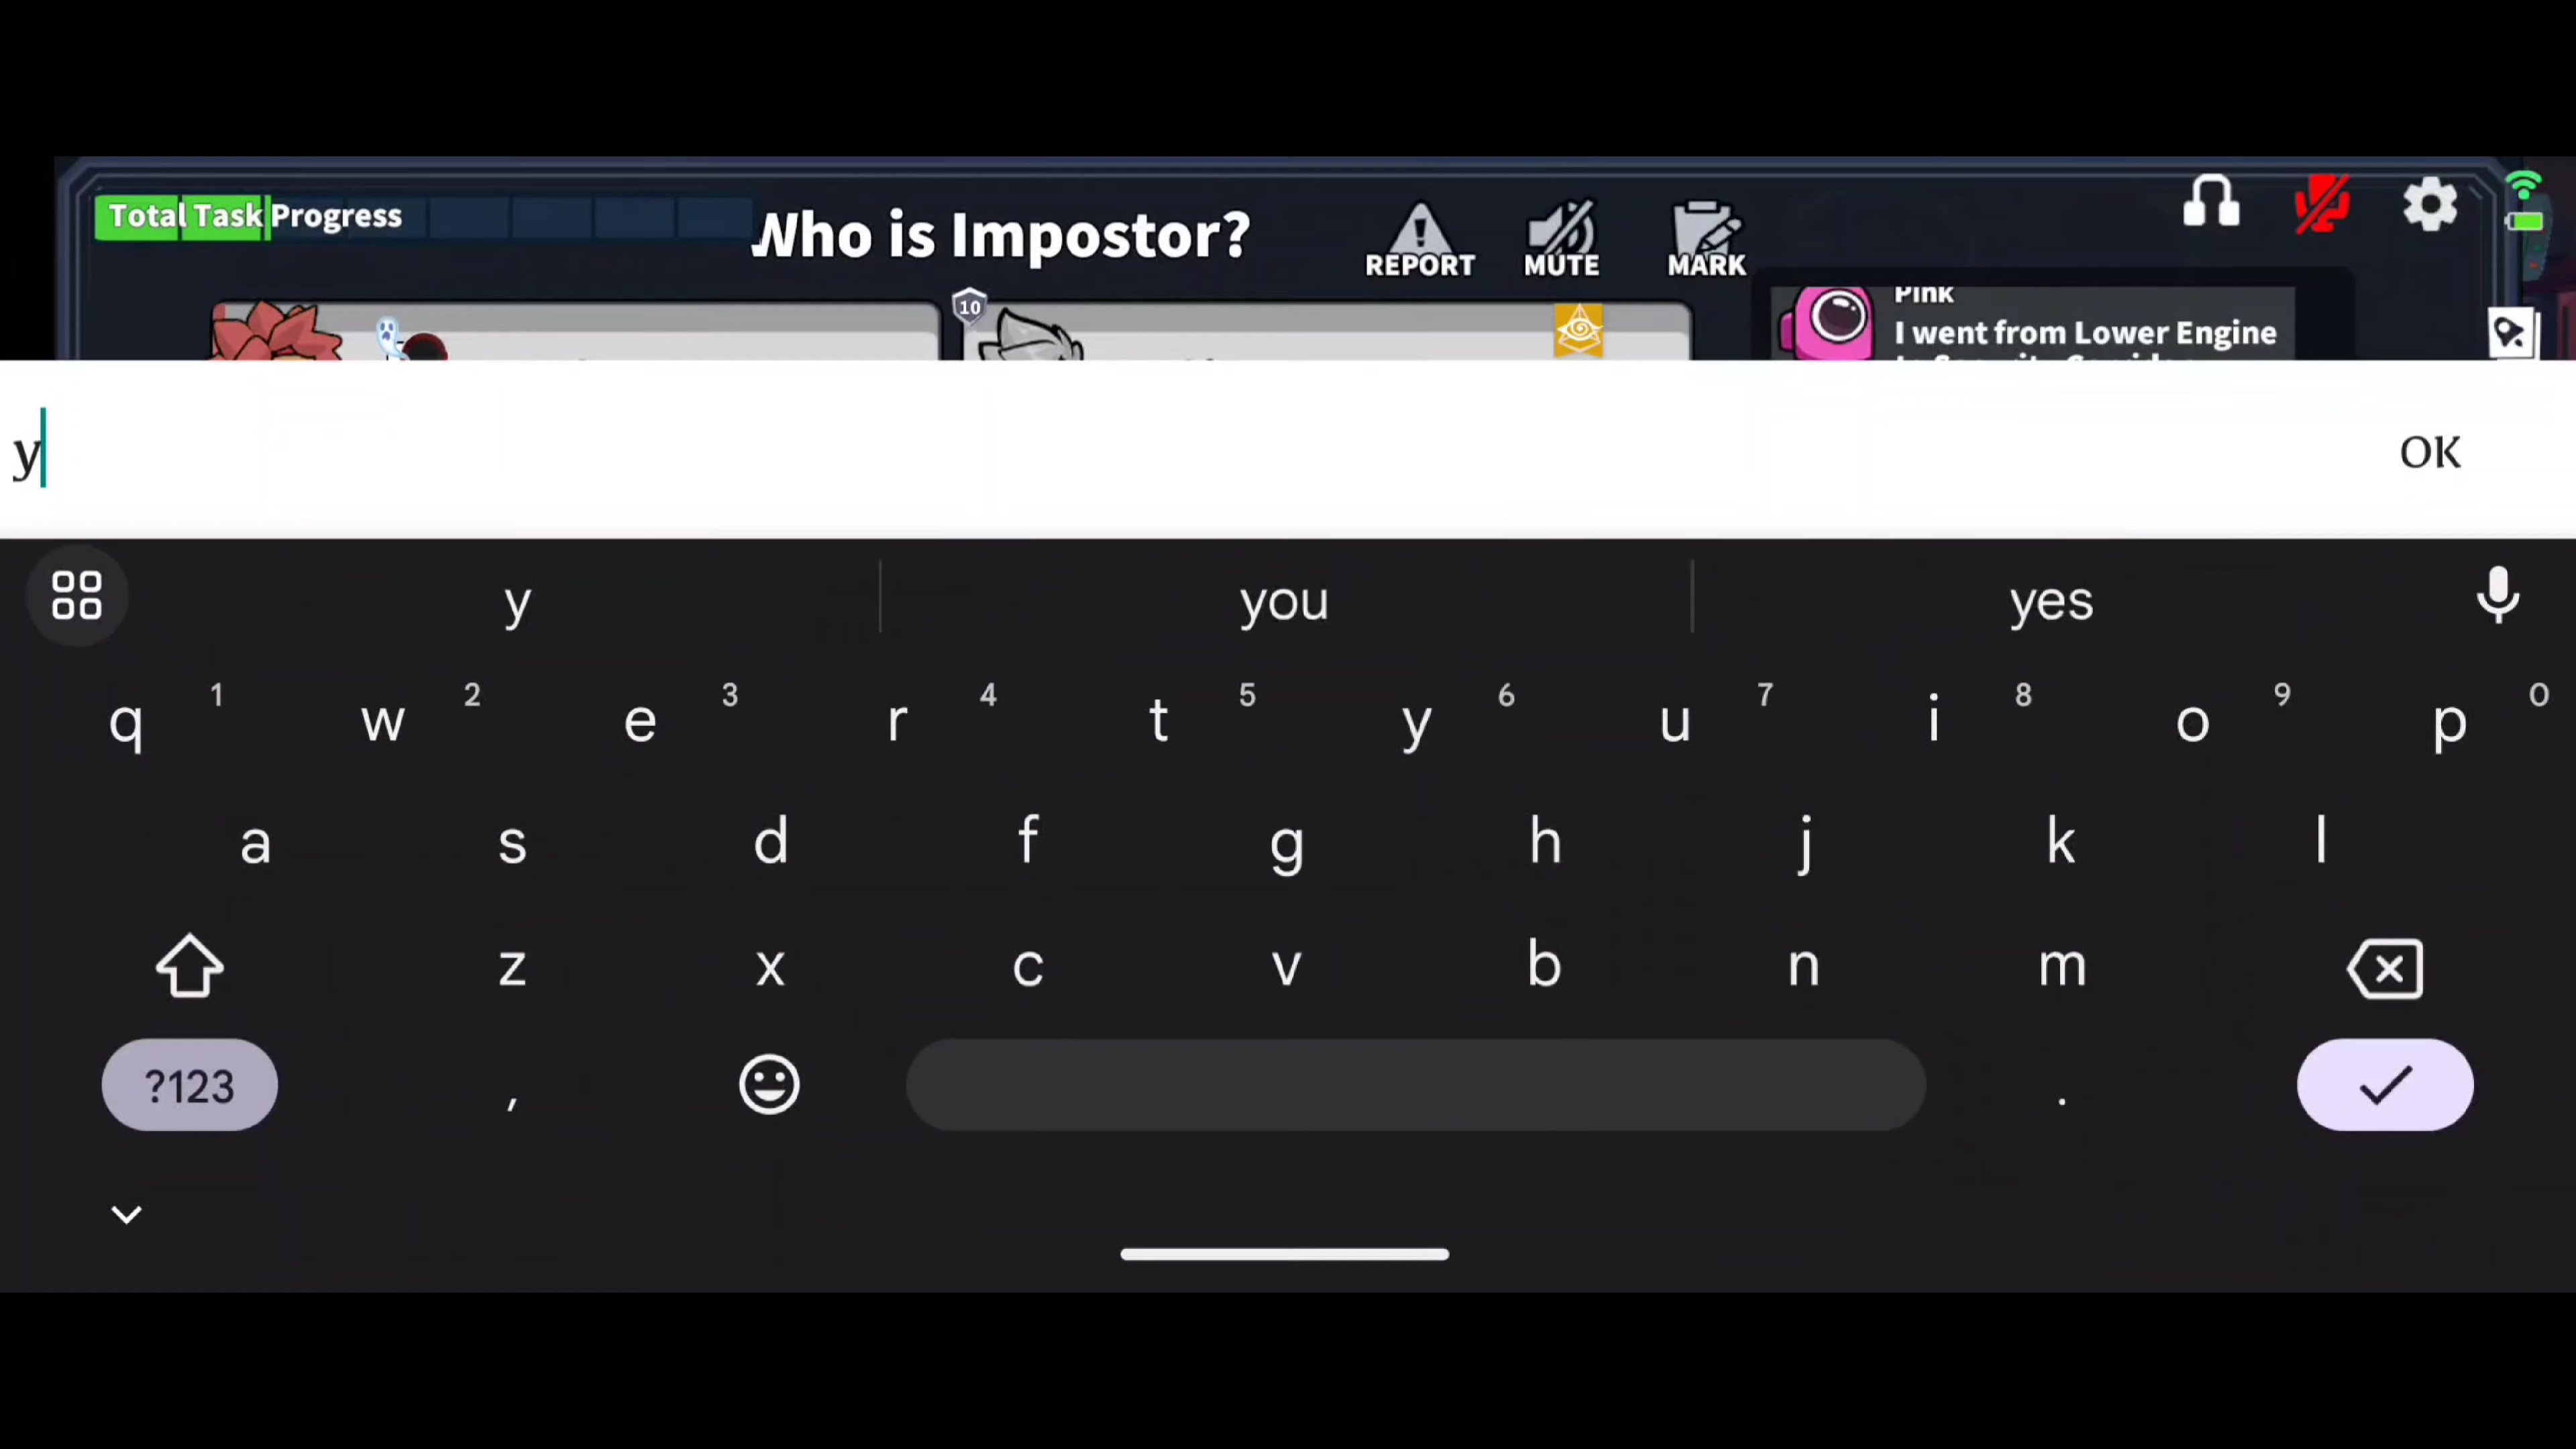 Total Task Progress
Who is Impostor?
REPORT
MUTE
MARK
10
Pink
I went from Lower Engine
y
OK
y
you
yes
q 1 w 2 e 3 r 4 t 5 y 6 u 7 i 8 o 9 p 0
a s d f g h j k l
z x c v b n m
?123 , .